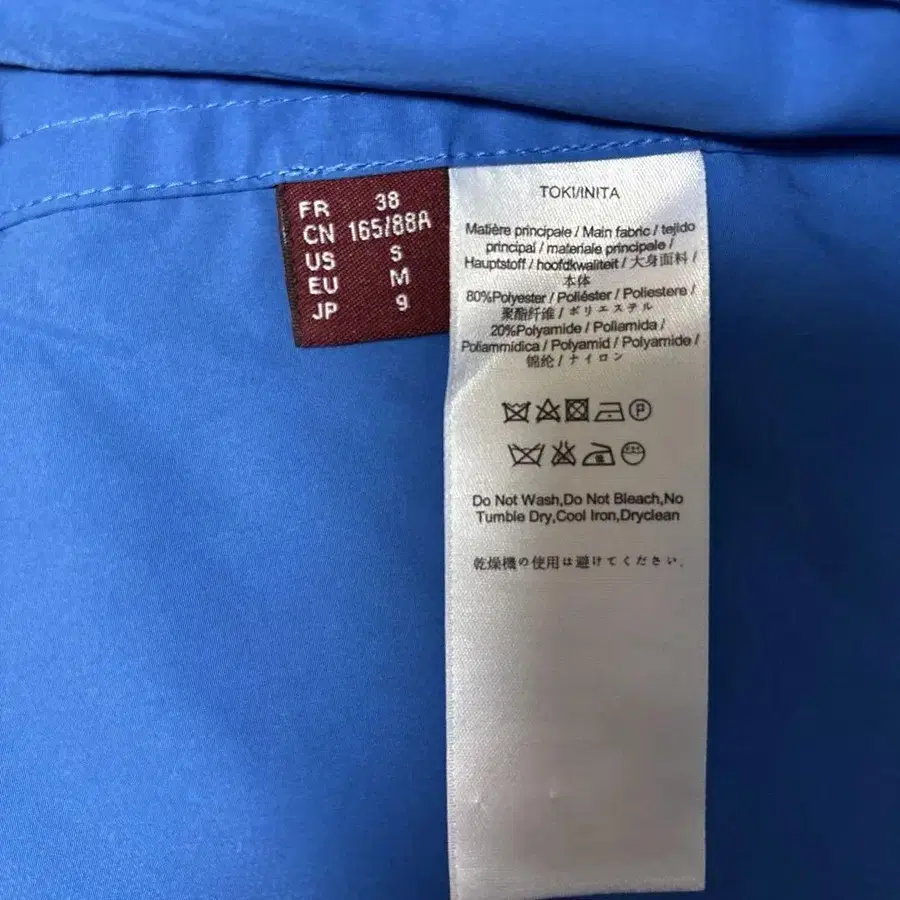 FR 38
CN 165/88A
US S
EU M
JP 9
TOKI/INITA
Matière principale / Main fabric / tejido
principal / materiale principale /
Hauptstoff / hoofdkwaliteit / 大身面料 /
本体
80%Polyester / Poliéster / Poliestere /
聚酯纤维 / ポリエステル
20%Polyamide / Poliamida /
Poliammidica / Polyamid / Polyamide /
锦纶 / ナイロン
P
Do Not Wash,Do Not Bleach,No
Tumble Dry,Cool Iron,Dryclean
乾燥機の使用は避けてください.